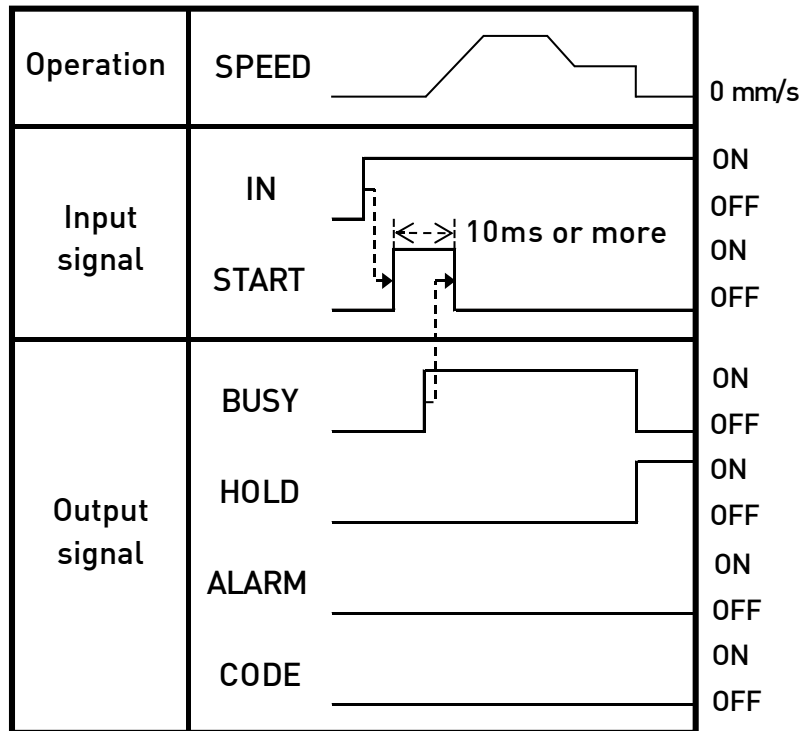 Operation
SPEED
0 mm/s
Input
signal
IN
ON
OFF
10ms or more
START
ON
OFF
Output
signal
BUSY
ON
OFF
HOLD
ON
OFF
ALARM
ON
OFF
CODE
ON
OFF